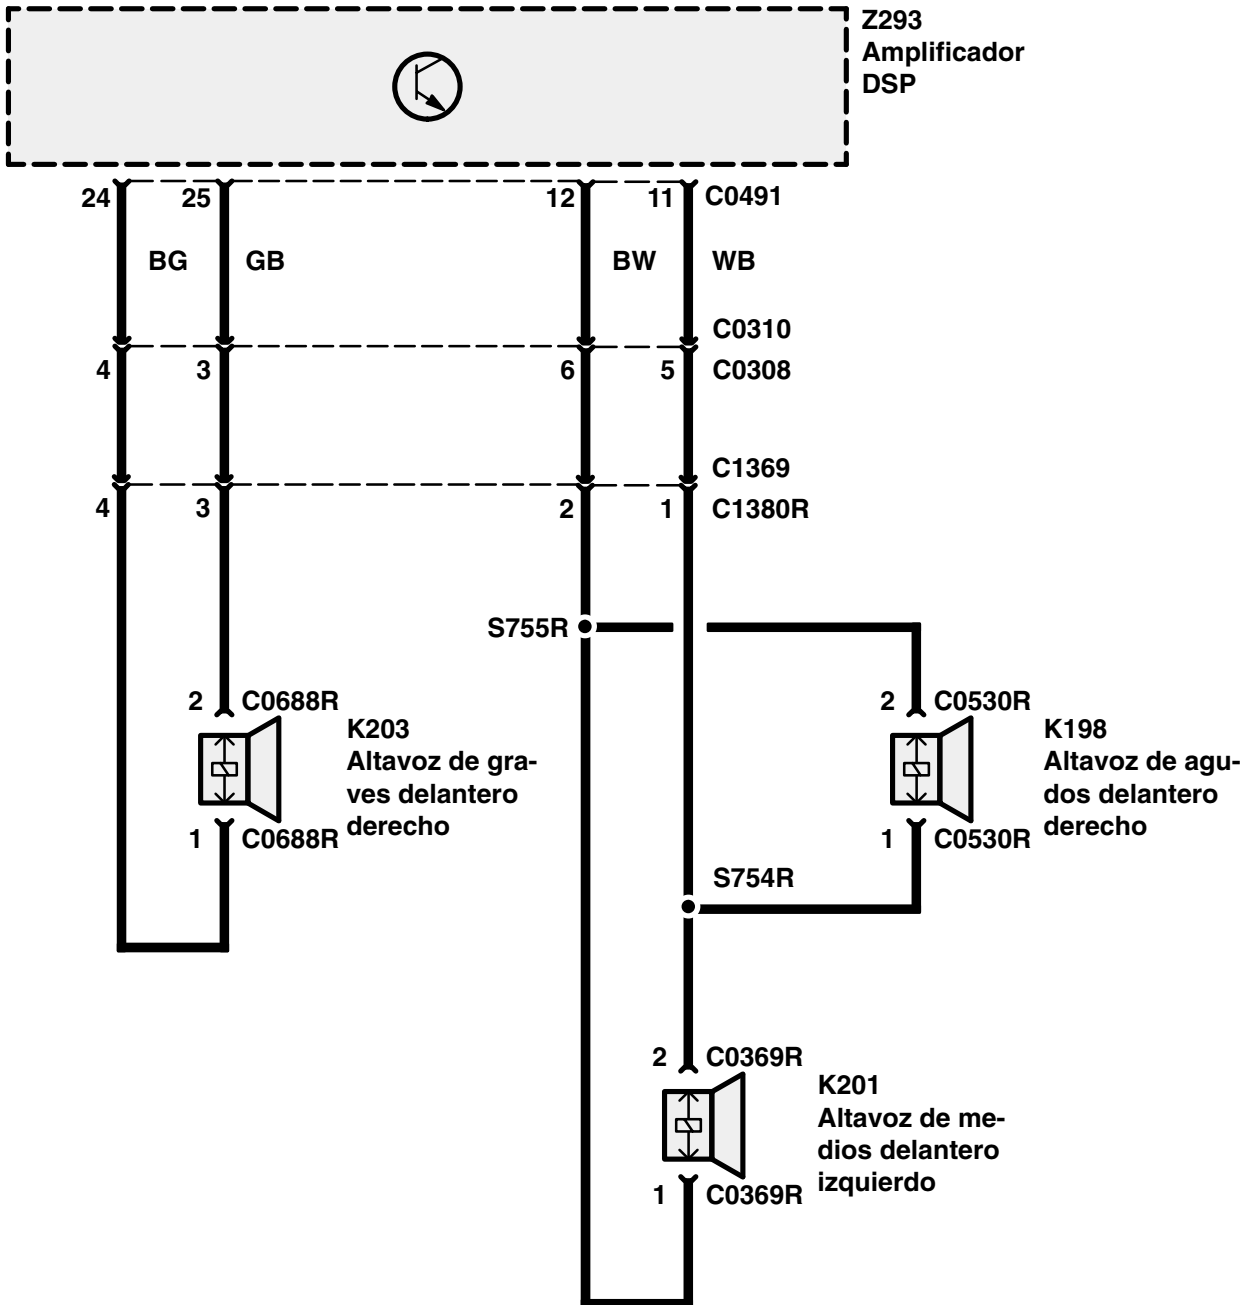 Z293
Amplificador
DSP
24 25 12 11 C0491
BG GB BW WB
C0310
4 3 6 5 C0308
C1369
4 3 2 1 C1380R
S755R
2 C0688R
K203
Altavoz de gra-
ves delantero
derecho
1 C0688R
2 C0530R
K198
Altavoz de agu-
dos delantero
derecho
1 C0530R
S754R
2 C0369R
K201
Altavoz de me-
dios delantero
izquierdo
1 C0369R